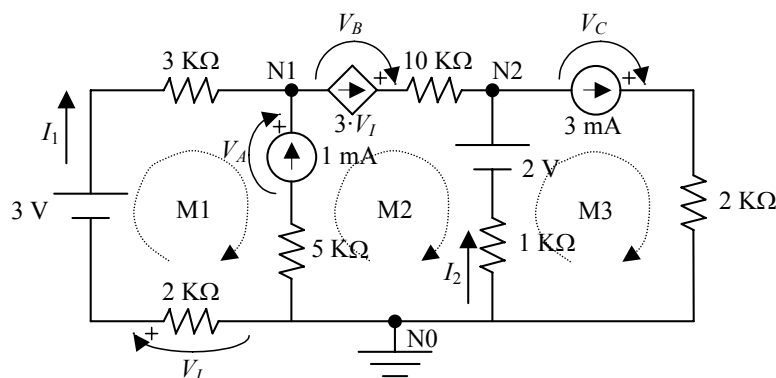 V_B
V_C
3 KΩ
N1
10 KΩ
N2
+
+
+
I_1
V_A
3·V_I
3 mA
1 mA
2 V
3 V
M1
M2
M3
2 KΩ
5 KΩ
1 KΩ
I_2
2 KΩ
+
N0
V_I